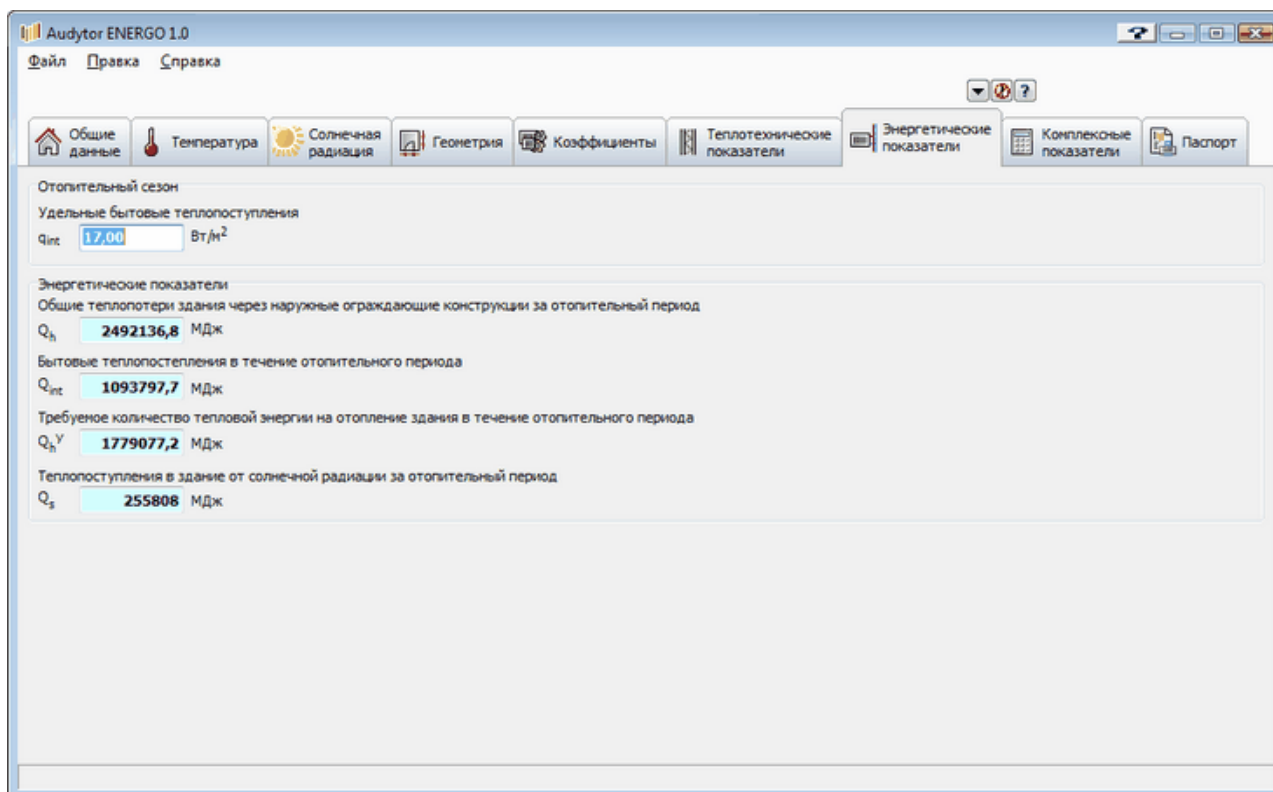 Audytor ENERGO 1.0
Файл Правка Справка
Общие данные
Температура
Солнечная радиация
Геометрия
Коэффициенты
Теплотехнические показатели
Энергетические показатели
Комплексные показатели
Паспорт
Отопительный сезон
Удельные бытовые теплопоступления
qint 17,00 Вт/м²
Энергетические показатели
Общие теплопотери здания через наружные ограждающие конструкции за отопительный период
Qh 2492136,8 МДж
Бытовые теплопостепления в течение отопительного периода
Qint 1093797,7 МДж
Требуемое количество тепловой энергии на отопление здания в течение отопительного периода
Qhy 1779077,2 МДж
Теплопоступления в здание от солнечной радиации за отопительный период
Qs 255808 МДж